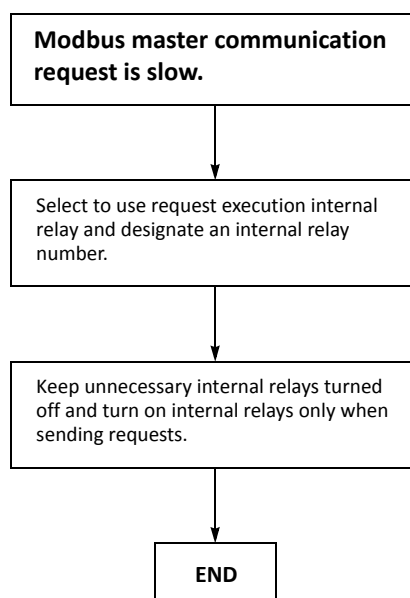 Modbus master communication
request is slow.
Select to use request execution internal
relay and designate an internal relay
number.
Keep unnecessary internal relays turned
off and turn on internal relays only when
sending requests.
END